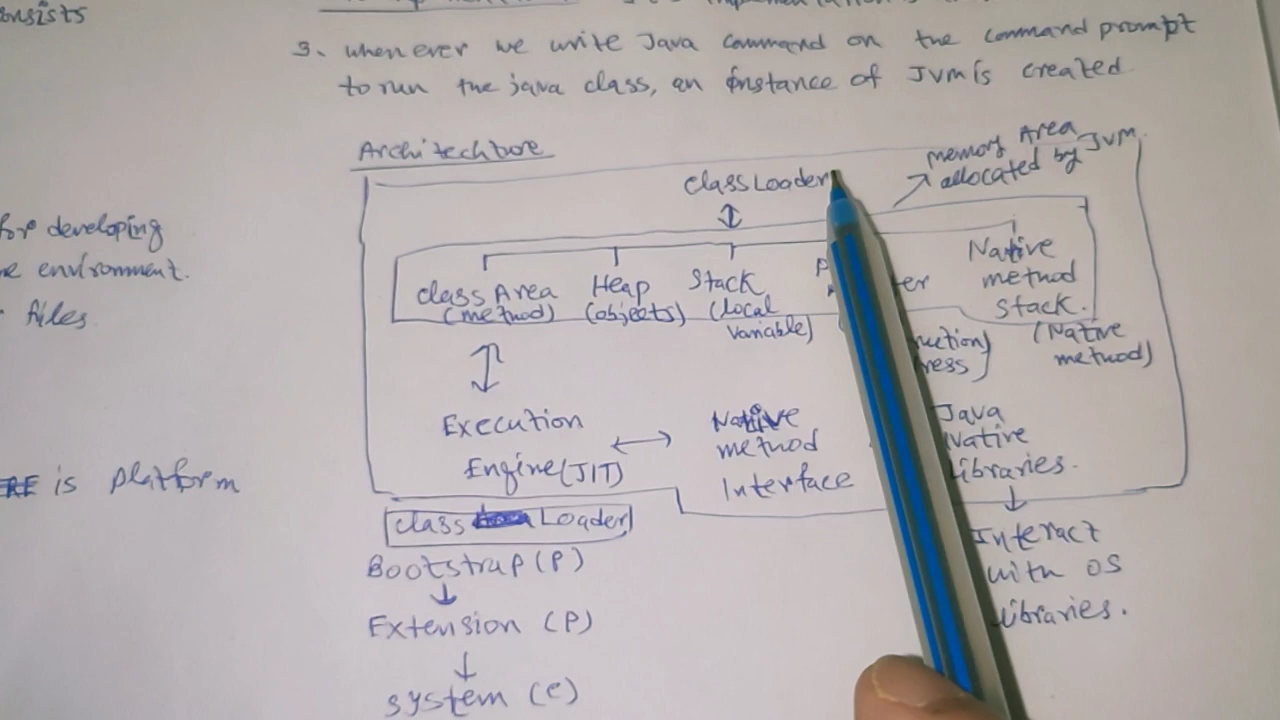 onsists
3. whenever we write Java command on the command prompt
to run the java class, an instance of JVM is created
Architechture
memory Area
allocated by JVM.
classLoader
for developing
environment.
files
class Area
(method)
Heap
(objects)
Stack
(local
variable)
Native
method
stack.
(Native
method)
Execution
Engine(JIT)
Native
method
Interface
Java
Native
libraries.
Interact
with OS
libraries.
is platform
class Loader
Bootstrap (P)
Extension (P)
system (c)